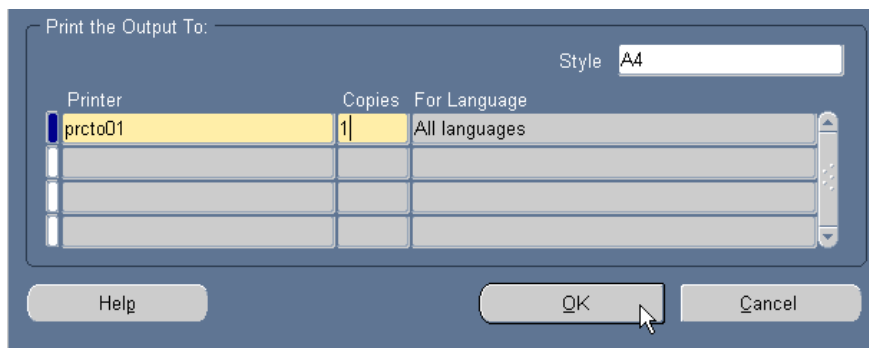 Print the Output To:
Style A4
Printer Copies For Language
prcto01 1 All languages
Help OK Cancel